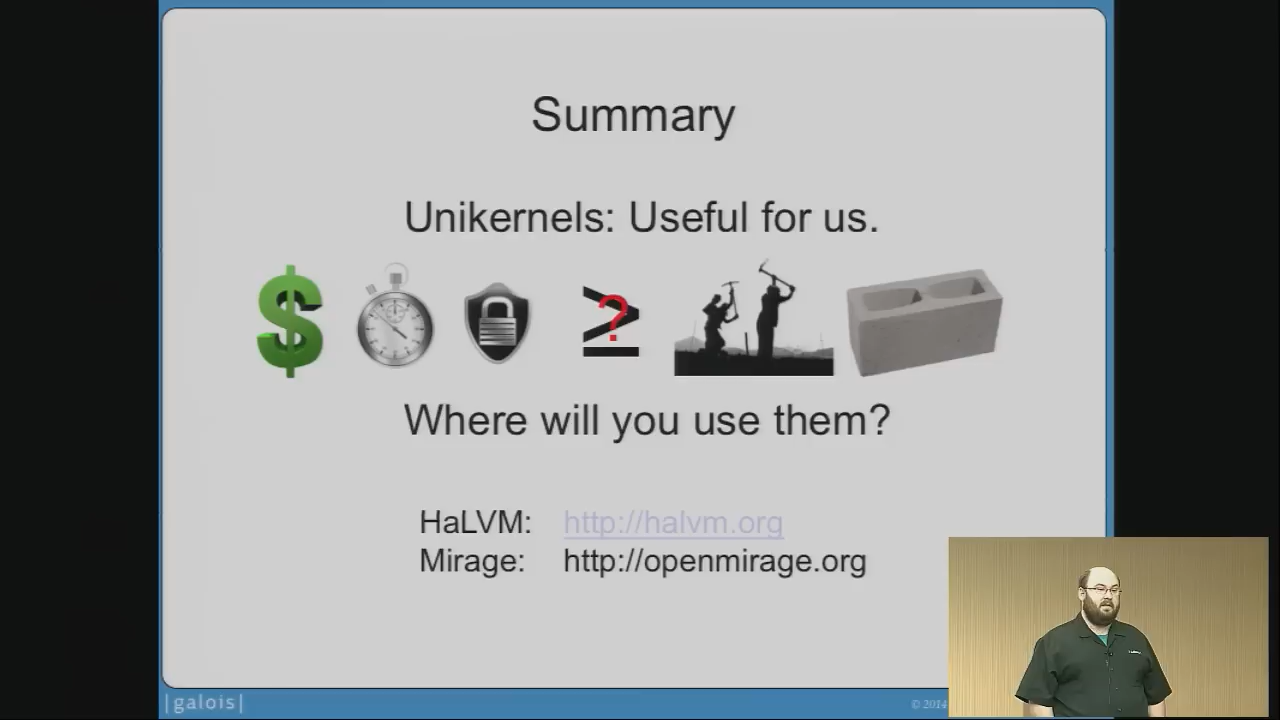 Summary
Unikernels: Useful for us.
≥
?
Where will you use them?
HaLVM: http://halvm.org
Mirage: http://openmirage.org
|galois|
© 2014